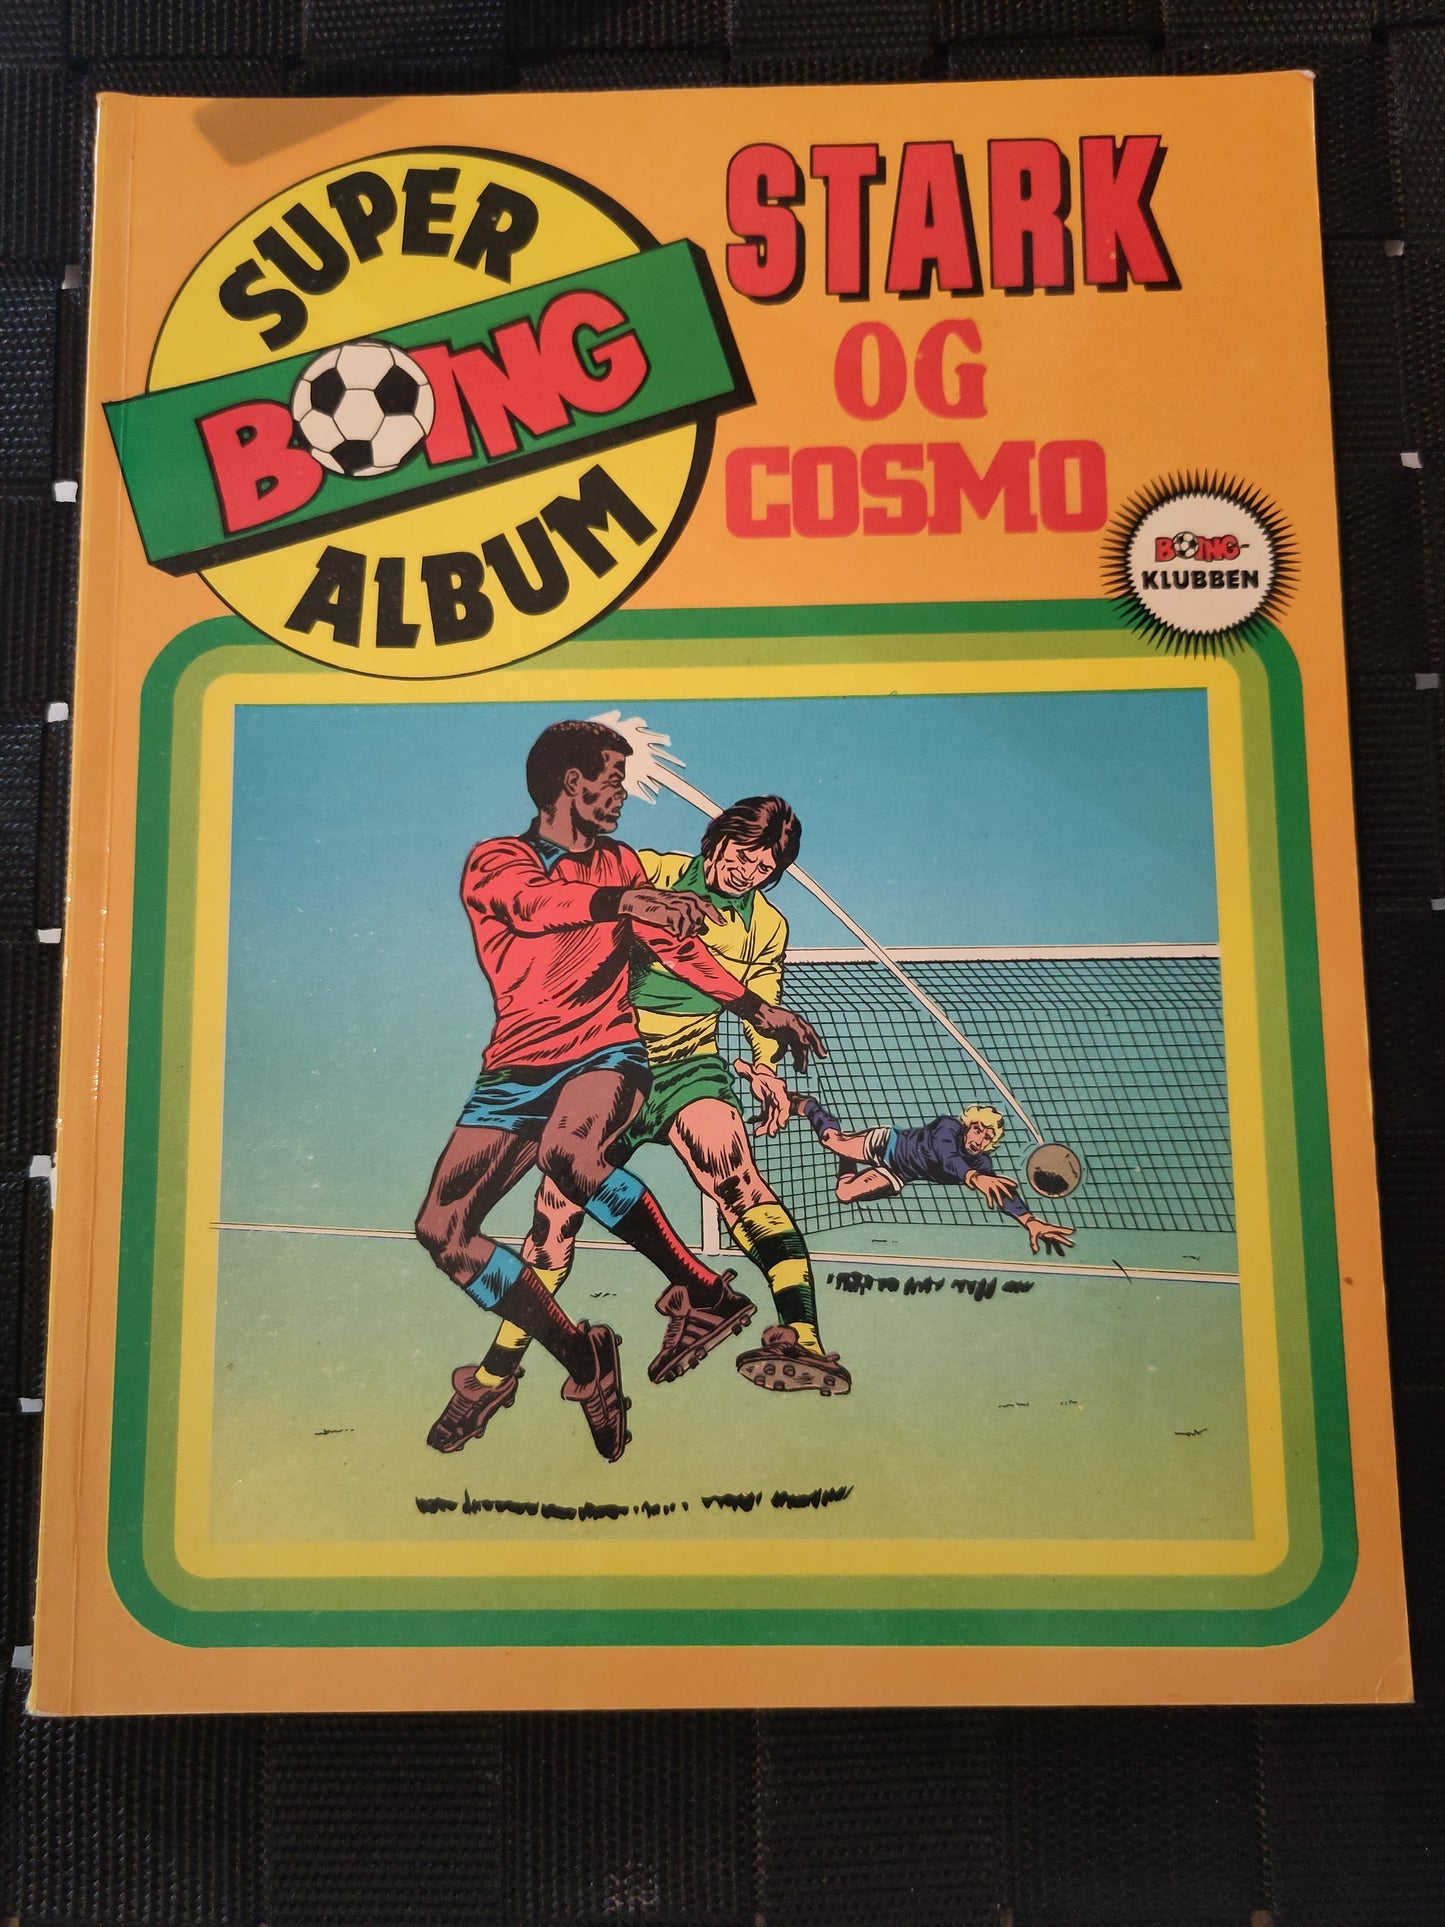 SUPER
BOING
ALBUM
STARK
OG
COSMO
BOING-
KLUBBEN